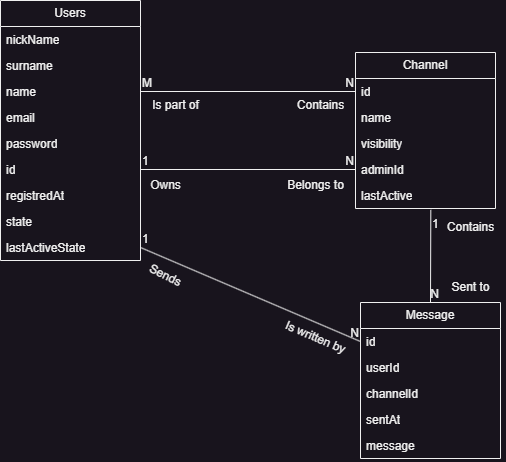 Users
nickName
surname
name
email
password
id
registredAt
state
lastActiveState
M
N
Is part of
Contains
1
N
Owns
Belongs to
1
Sends
Is written by
N
Channel
id
name
visibility
adminId
lastActive
1
Contains
N
Sent to
Message
id
userId
channelId
sentAt
message